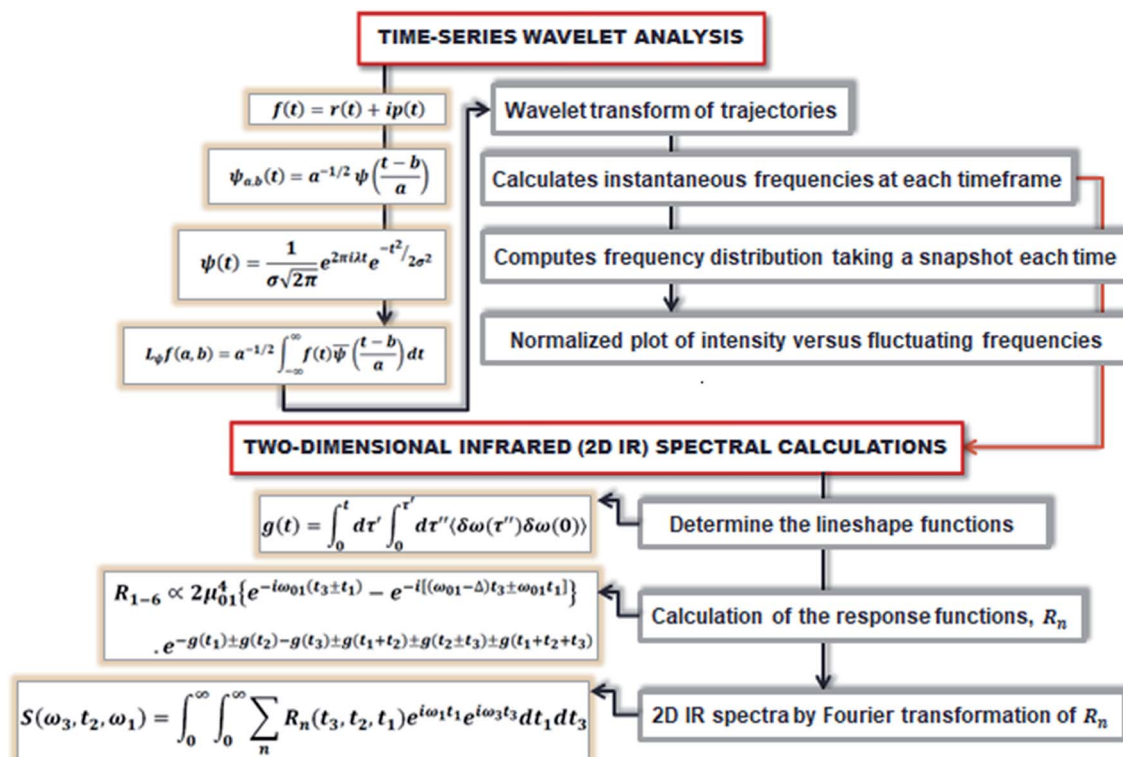 TIME-SERIES WAVELET ANALYSIS
f(t) = r(t) + ip(t)
ψ_{a,b}(t) = a^{-1/2} ψ((t − b)/a)
ψ(t) = 1/(σ√2π) e^{2πiλt} e^{−t²/2σ²}
L_ψ f(a, b) = a^{-1/2} ∫_{−∞}^{∞} f(t) ψ̅((t − b)/a) dt
Wavelet transform of trajectories
Calculates instantaneous frequencies at each timeframe
Computes frequency distribution taking a snapshot each time
Normalized plot of intensity versus fluctuating frequencies
TWO-DIMENSIONAL INFRARED (2D IR) SPECTRAL CALCULATIONS
g(t) = ∫_0^t dτ′ ∫_0^{τ′} dτ″⟨δω(τ″)δω(0)⟩
Determine the lineshape functions
R_{1−6} ∝ 2μ_{01}^4 {e^{−iω_{01}(t_3±t_1)} − e^{−i[(ω_{01}−Δ)t_3±ω_{01}t_1]}}
. e^{−g(t_1)±g(t_2)−g(t_3)±g(t_1+t_2)±g(t_2±t_3)±g(t_1+t_2+t_3)}
Calculation of the response functions, R_n
S(ω_3, t_2, ω_1) = ∫_0^∞ ∫_0^∞ ∑_n R_n(t_3, t_2, t_1)e^{iω_1t_1}e^{iω_3t_3}dt_1dt_3
2D IR spectra by Fourier transformation of R_n